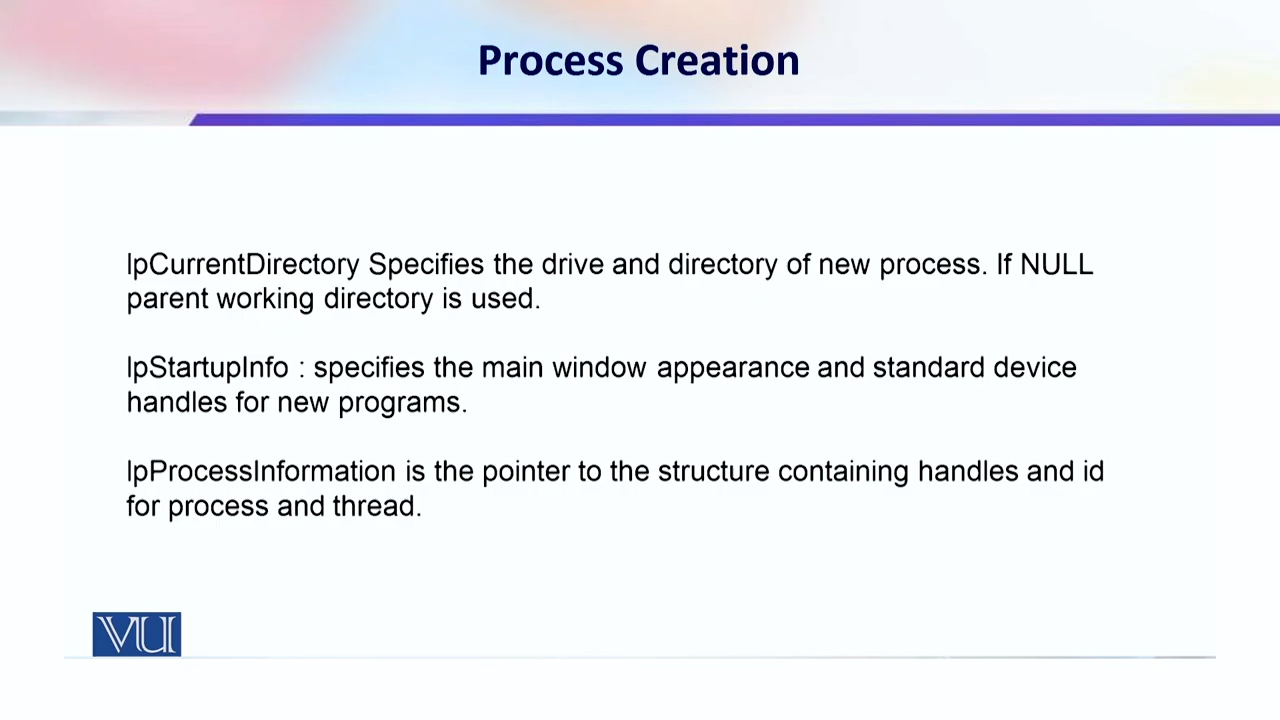 Process Creation
lpCurrentDirectory Specifies the drive and directory of new process. If NULL
parent working directory is used.
lpStartupInfo : specifies the main window appearance and standard device
handles for new programs.
lpProcessInformation is the pointer to the structure containing handles and id
for process and thread.
VU